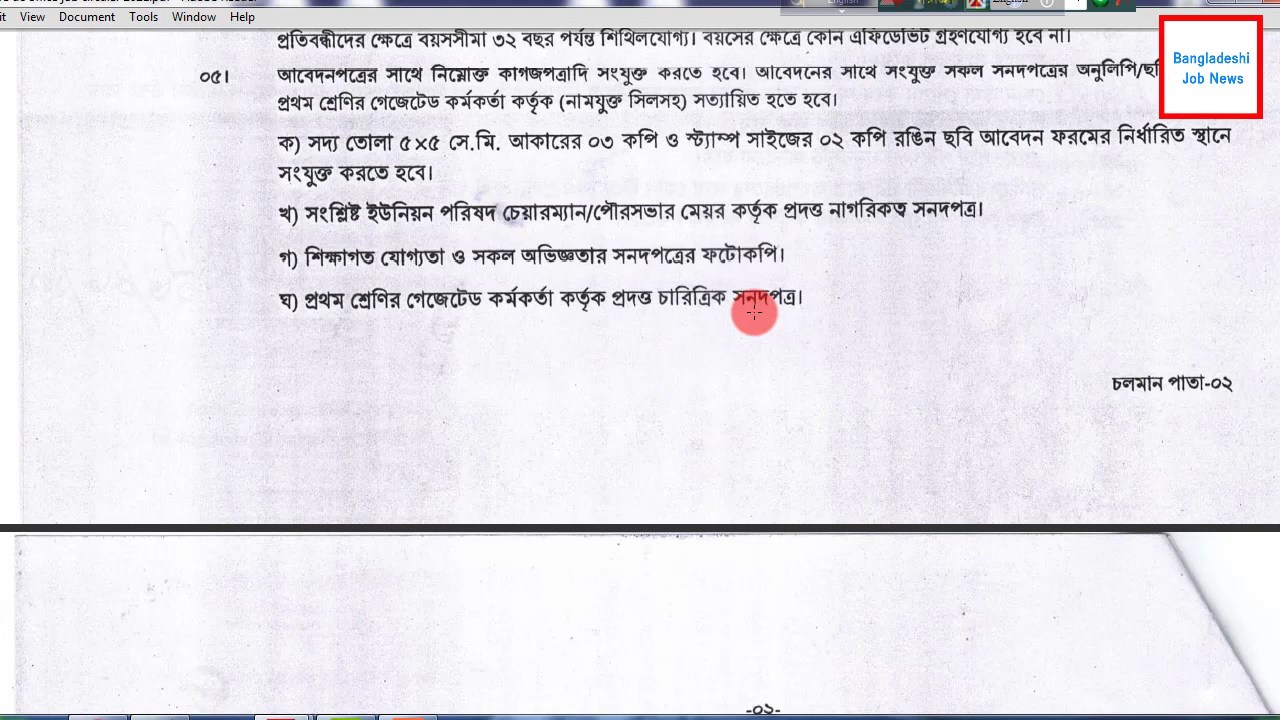 View Document Tools Window Help
English
Bangladeshi
Job News
প্রতিবন্ধীদের ক্ষেত্রে বয়সসীমা ৩২ বছর পর্যন্ত শিথিলযোগ্য। বয়সের ক্ষেত্রে কোন এফিডেভিট গ্রহণযোগ্য হবে না।
০৫। আবেদনপত্রের সাথে নিম্নোক্ত কাগজপত্রাদি সংযুক্ত করতে হবে। আবেদনের সাথে সংযুক্ত সকল সনদপত্রের অনুলিপি/ছ
প্রথম শ্রেণির গেজেটেড কর্মকর্তা কর্তৃক (নামযুক্ত সিলসহ) সত্যায়িত হতে হবে।
ক) সদ্য তোলা ৫×৫ সে.মি. আকারের ০৩ কপি ও স্ট্যাম্প সাইজের ০২ কপি রঙিন ছবি আবেদন ফরমের নির্ধারিত স্থানে
সংযুক্ত করতে হবে।
খ) সংশ্লিষ্ট ইউনিয়ন পরিষদ চেয়ারম্যান/পৌরসভার মেয়র কর্তৃক প্রদত্ত নাগরিকত্ব সনদপত্র।
গ) শিক্ষাগত যোগ্যতা ও সকল অভিজ্ঞতার সনদপত্রের ফটোকপি।
ঘ) প্রথম শ্রেণির গেজেটেড কর্মকর্তা কর্তৃক প্রদত্ত চারিত্রিক সনদপত্র।
চলমান পাতা-০২
-০২-